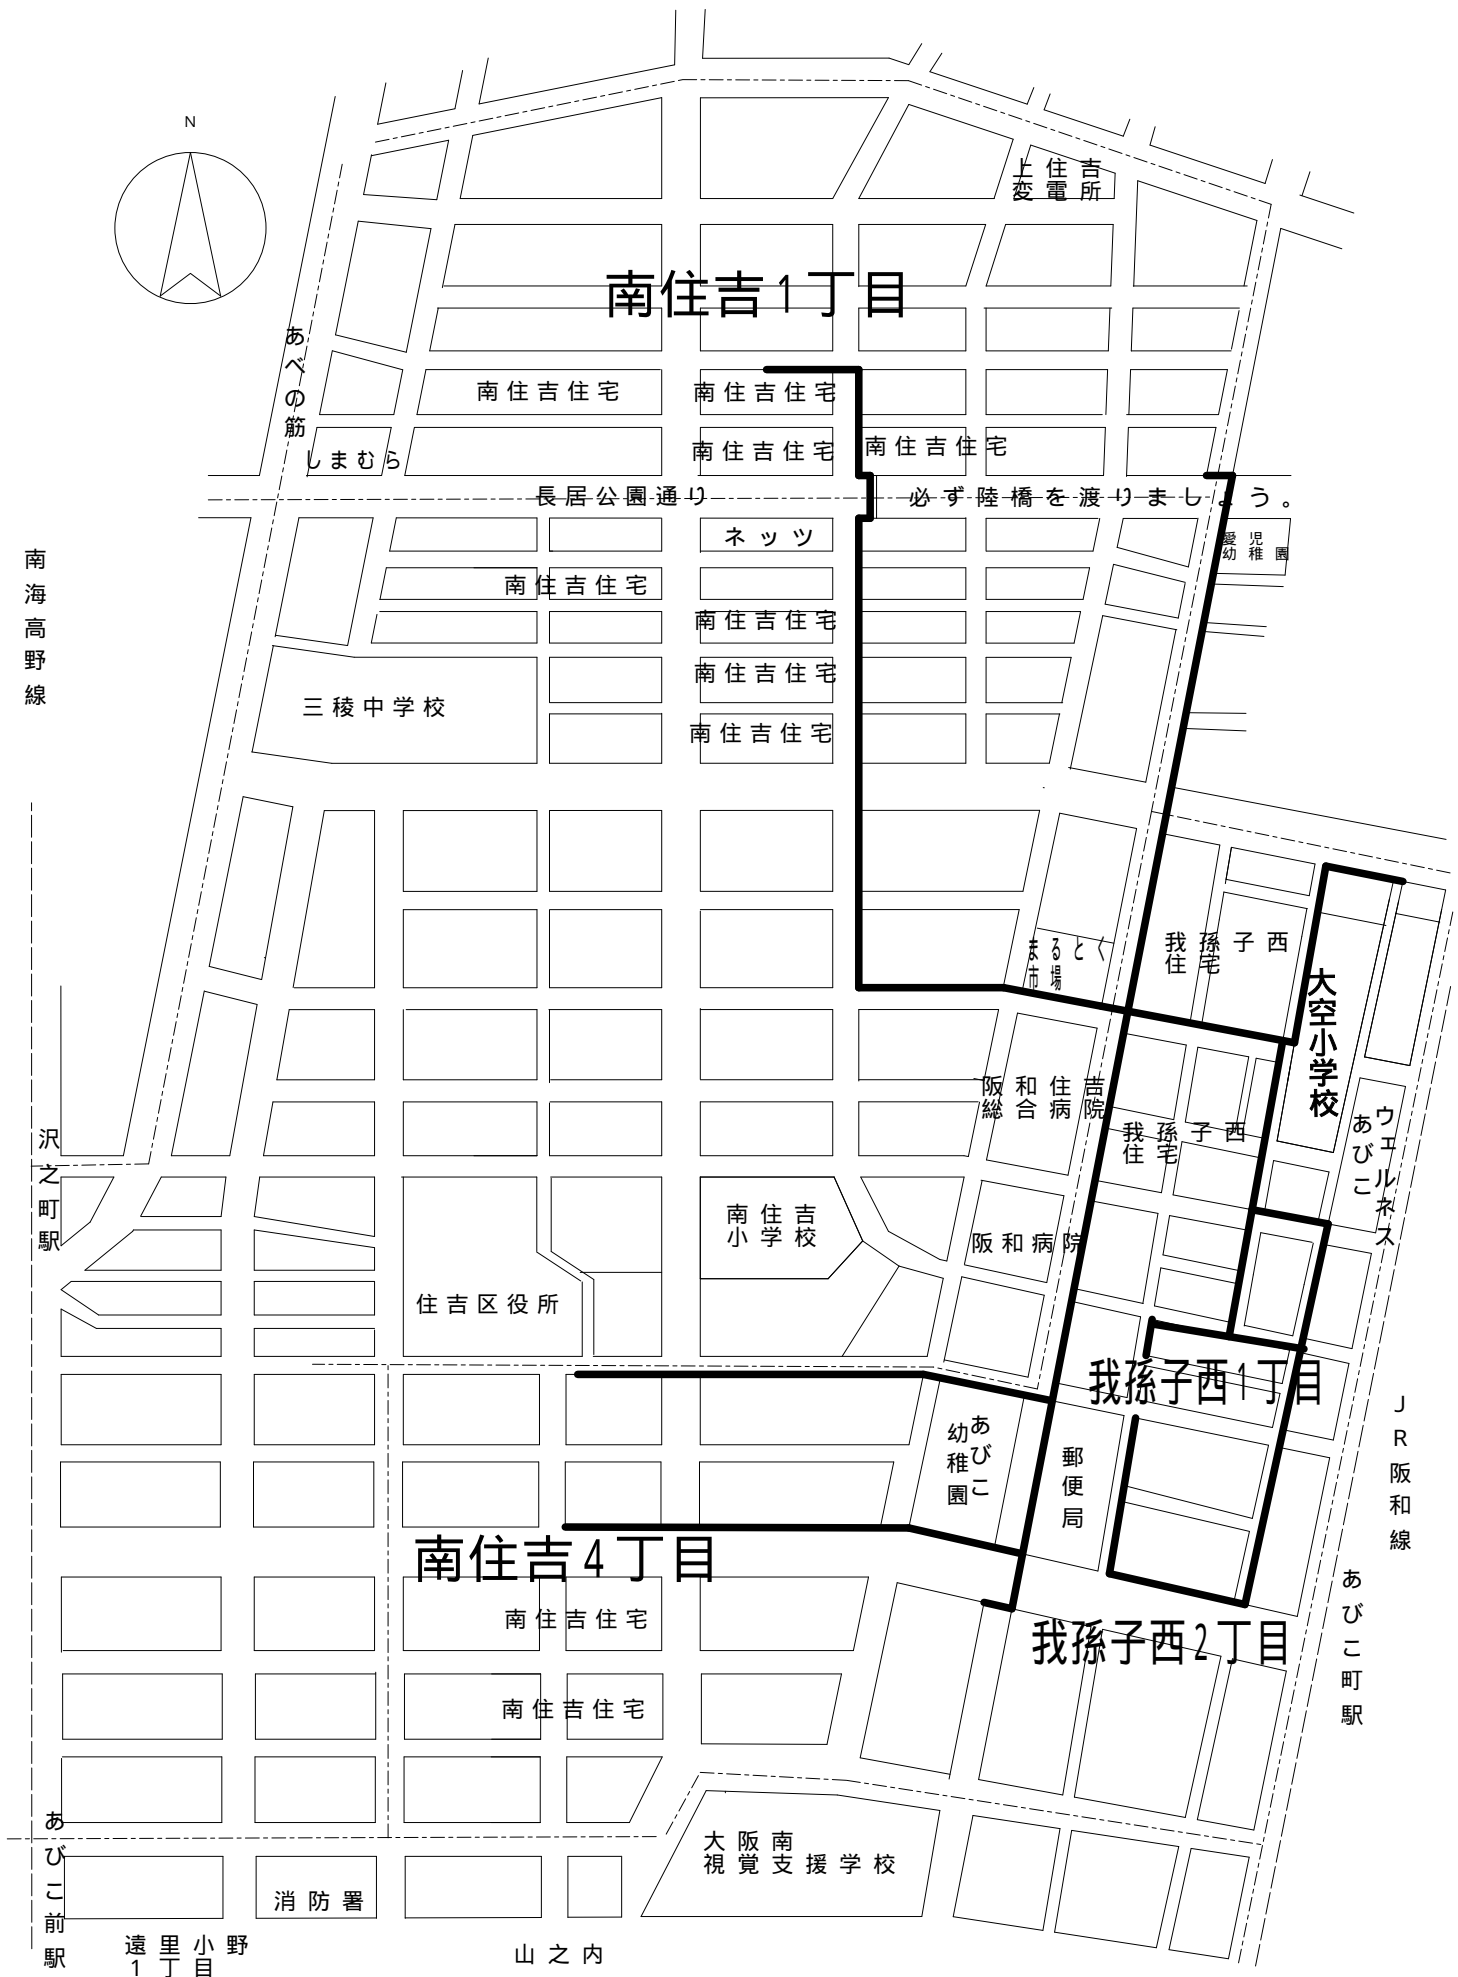 N
上住吉
変電所
南住吉1丁目
あべの筋
南住吉住宅
南住吉住宅
南住吉住宅
南住吉住宅
しまむら
長居公園通り
必ず陸橋を渡りましょう。
ネッツ
愛児
幼稚園
南海高野線
南住吉住宅
南住吉住宅
南住吉住宅
三稜中学校
南住吉住宅
まるとく
市場
我孫子西
住宅
大空小学校
阪和住吉
総合病院
我孫子西
住宅
ウェルネス
あびこ
沢之町駅
南住吉
小学校
阪和病院
住吉区役所
我孫子西1丁目
JR阪和線
あびこ
幼稚園
郵便局
南住吉4丁目
あびこ町駅
南住吉住宅
我孫子西2丁目
南住吉住宅
あびこ前駅
大阪南
視覚支援学校
消防署
遠里小野
1丁目
山之内